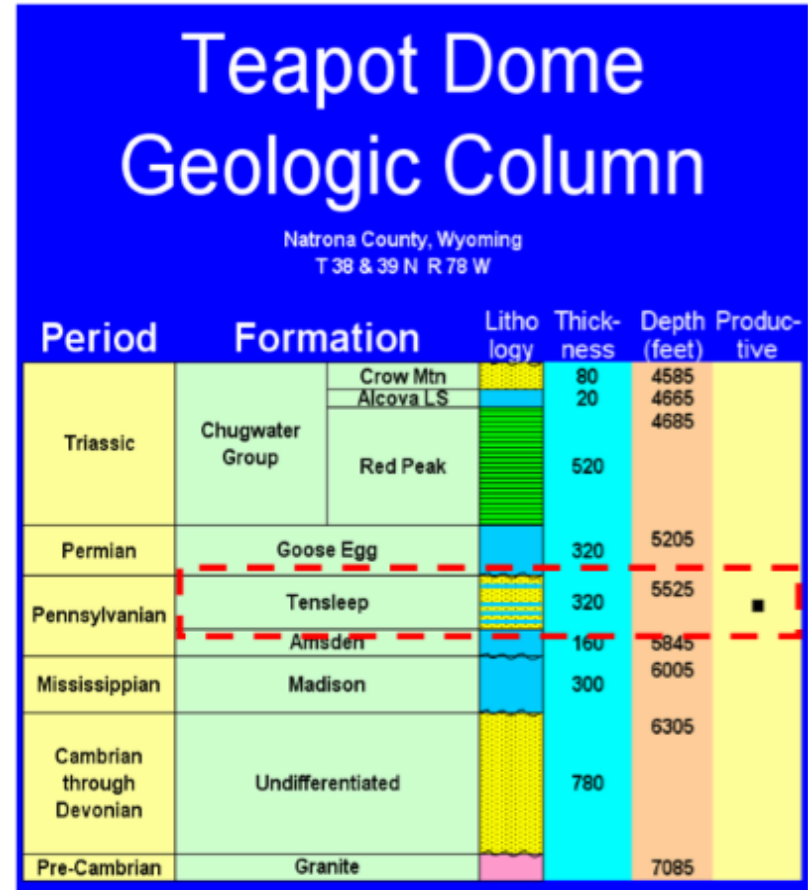 Teapot Dome
Geologic Column
Natrona County, Wyoming
T 38 & 39 N R 78 W
Period Formation Litho logy Thick- ness Depth (feet) Produc- tive
Triassic Chugwater Group Crow Mtn 80 4585
Alcova LS 20 4665
Red Peak 520 4685
Permian Goose Egg 320 5205
Pennsylvanian Tensleep 320 5525
Amsden 160 5845
Mississippian Madison 300 6005
Cambrian through Devonian Undifferentiated 780 6305
Pre-Cambrian Granite 7085